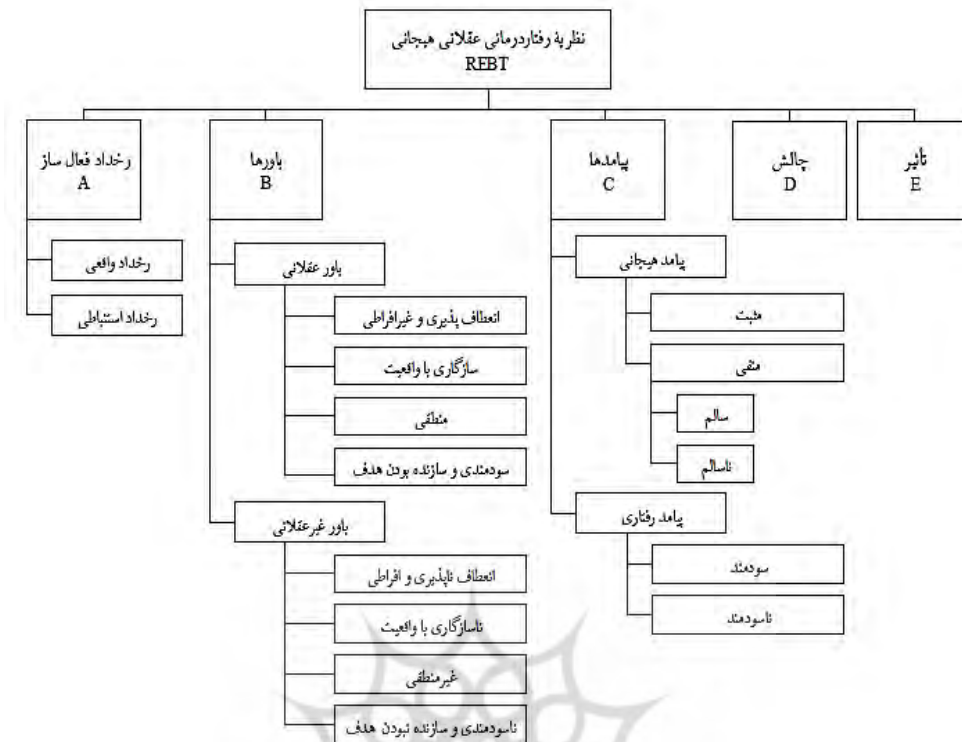 نظریهٔ رفتاردرمانی عقلانی هیجانی
REBT
رخداد فعال ساز
A
باورها
B
پیامدها
C
چالش
D
تأثیر
E
رخداد واقعی
رخداد استنباطی
باور عقلانی
انعطاف پذیری و غیرافراطی
سازگاری با واقعیت
منطقی
سودمندی و سازنده بودن هدف
باور غیرعقلانی
انعطاف ناپذیری و افراطی
ناسازگاری با واقعیت
غیرمنطقی
ناسودمندی و سازنده نبودن هدف
پیامد هیجانی
مثبت
منفی
سالم
ناسالم
پیامد رفتاری
سودمند
ناسودمند